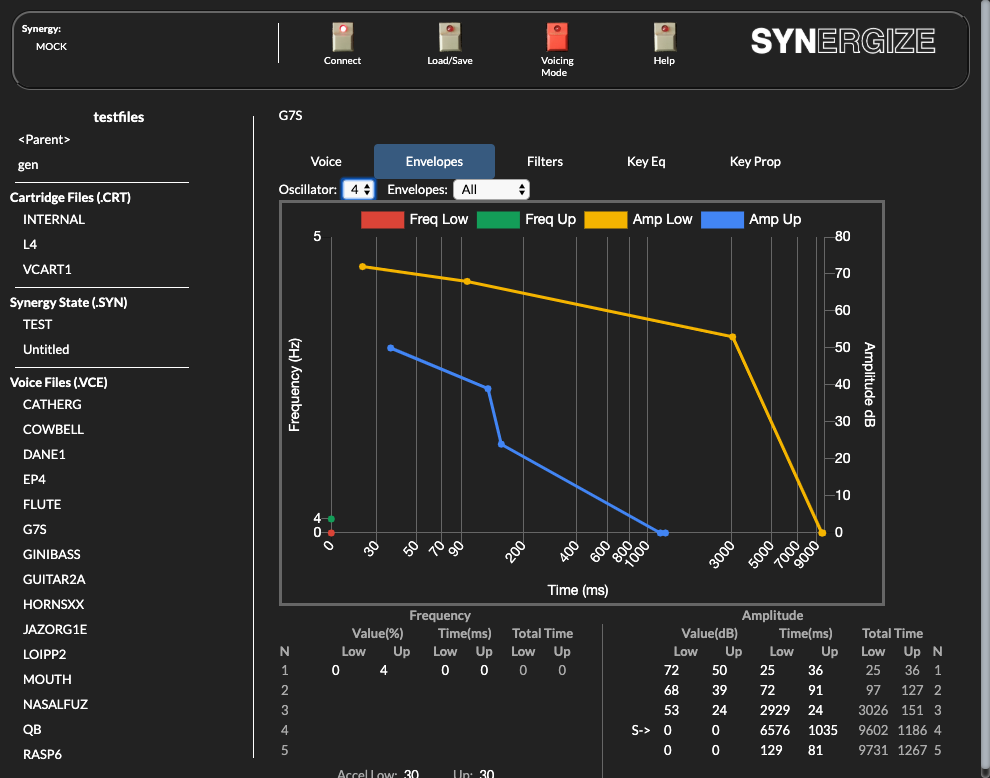 Synergy:
MOCK
Connect
Load/Save
Voicing
Mode
Help
SYNERGIZE
testfiles
<Parent>
gen
Cartridge Files (.CRT)
INTERNAL
L4
VCART1
Synergy State (.SYN)
TEST
Untitled
Voice Files (.VCE)
CATHERG
COWBELL
DANE1
EP4
FLUTE
G7S
GINIBASS
GUITAR2A
HORNSXX
JAZORG1E
LOIPP2
MOUTH
NASALFUZ
QB
RASP6
G7S
Voice Envelopes Filters Key Eq Key Prop
Oscillator: 4 Envelopes: All
Freq Low Freq Up Amp Low Amp Up
5
4
0
Frequency (Hz)
80
70
60
50
40
30
20
10
0
Amplitude dB
0 30 50 70 90 200 400 600 800 1000 3000 5000 7000 9000
Time (ms)
Frequency Amplitude
Value(%) Time(ms) Total Time Value(dB) Time(ms) Total Time
N Low Up Low Up Low Up Low Up Low Up Low Up N
1 0 4 0 0 0 0 72 50 25 36 25 36 1
2 68 39 72 91 97 127 2
3 53 24 2929 24 3026 151 3
4 S-> 0 0 6576 1035 9602 1186 4
5 0 0 129 81 9731 1267 5
Accel Low: 30 Up: 30